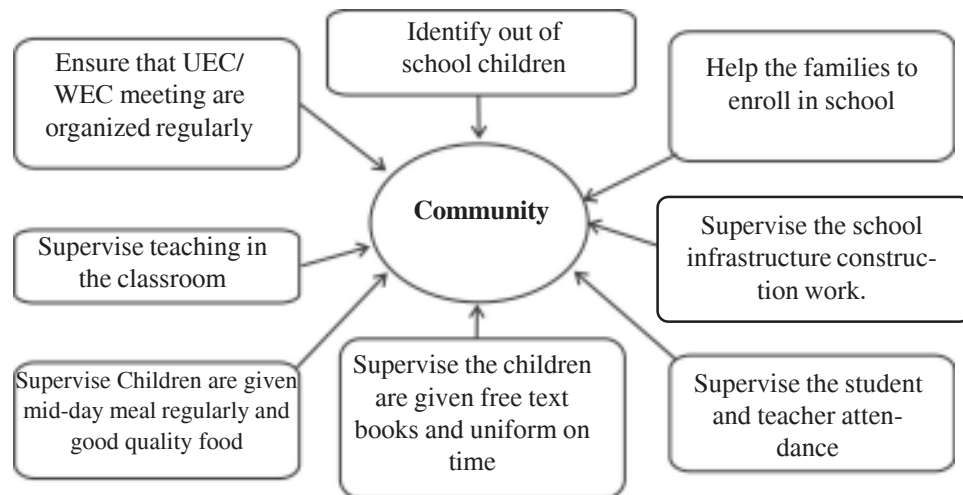 Identify out of
school children
Ensure that UEC/
WEC meeting are
organized regularly
Help the families to
enroll in school
Community
Supervise teaching in
the classroom
Supervise the school
infrastructure construc-
tion work.
Supervise Children are given
mid-day meal regularly and
good quality food
Supervise the children
are given free text
books and uniform on
time
Supervise the student
and teacher atten-
dance